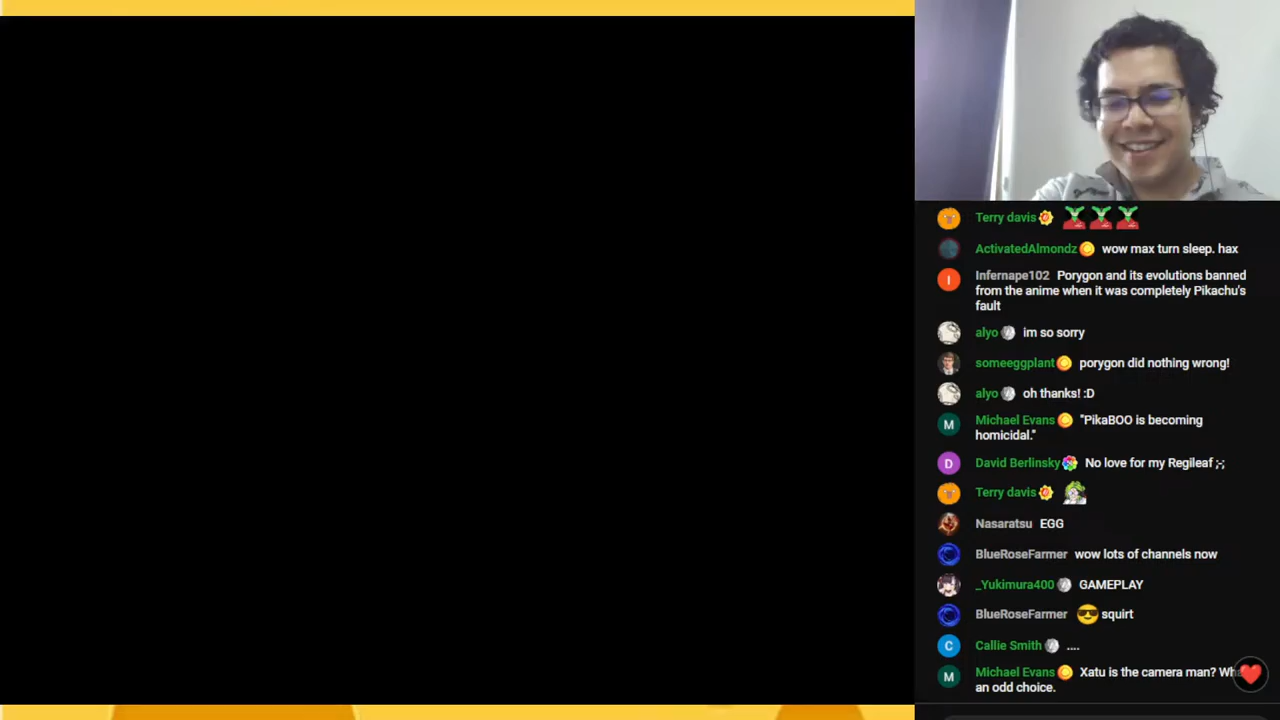 Terry davis
ActivatedAlmondz wow max turn sleep. hax
Infernape102 Porygon and its evolutions banned
from the anime when it was completely Pikachu's
fault
alyo im so sorry
someeggplant porygon did nothing wrong!
alyo oh thanks! :D
M Michael Evans "PikaBOO is becoming
homicidal."
D David Berlinsky No love for my Regileaf ;-;
Terry davis
Nasaratsu EGG
BlueRoseFarmer wow lots of channels now
_Yukimura400 GAMEPLAY
BlueRoseFarmer squirt
C Callie Smith ....
M Michael Evans Xatu is the camera man?
an odd choice.